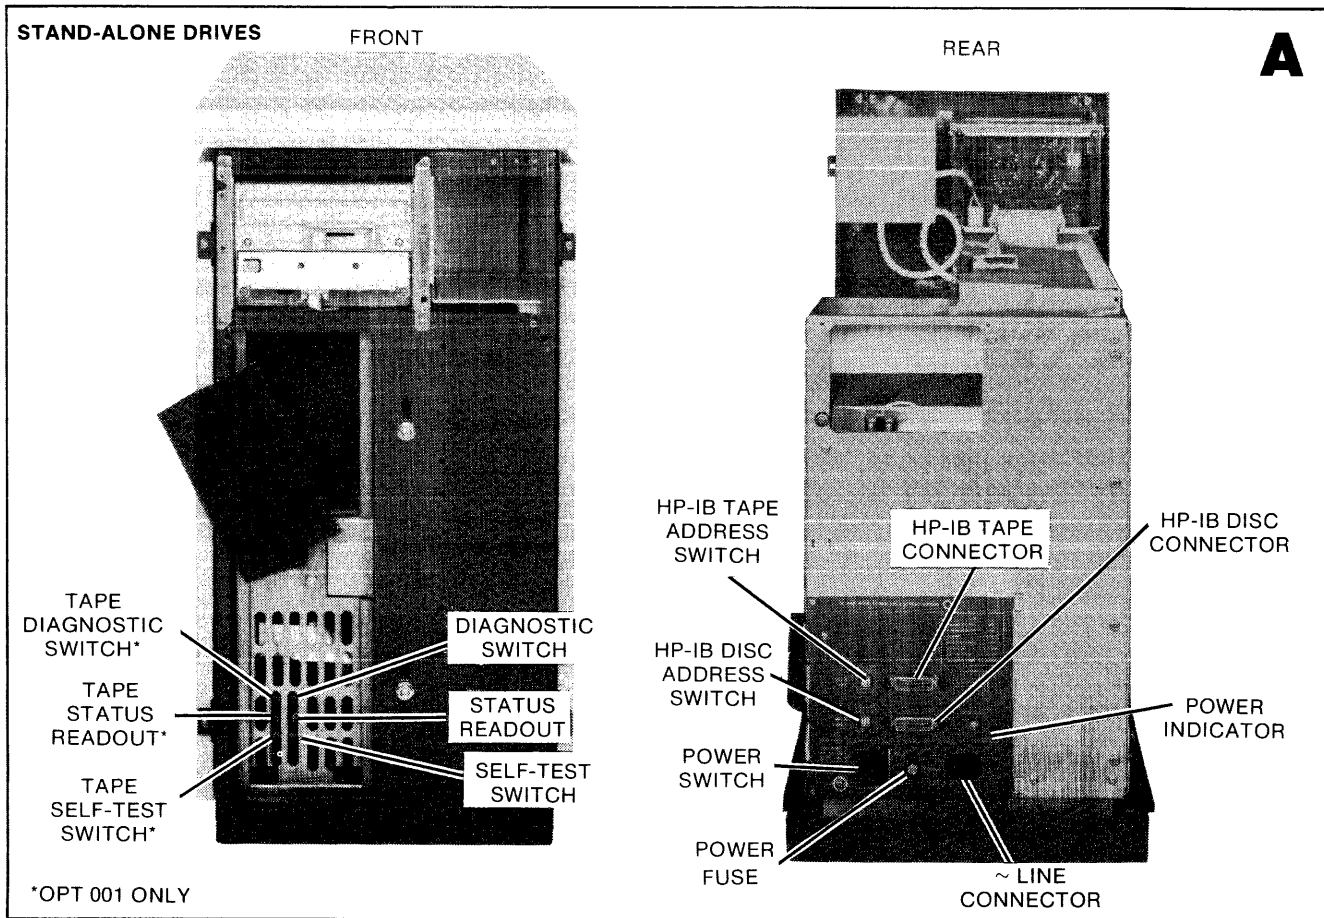 STAND-ALONE DRIVES
FRONT
REAR
A
TAPE
DIAGNOSTIC
SWITCH*
TAPE
STATUS
READOUT*
TAPE
SELF-TEST
SWITCH*
DIAGNOSTIC
SWITCH
STATUS
READOUT
SELF-TEST
SWITCH
*OPT 001 ONLY
HP-IB TAPE
ADDRESS
SWITCH
HP-IB TAPE
CONNECTOR
HP-IB DISC
CONNECTOR
HP-IB DISC
ADDRESS
SWITCH
POWER
SWITCH
POWER
FUSE
POWER
INDICATOR
~ LINE
CONNECTOR